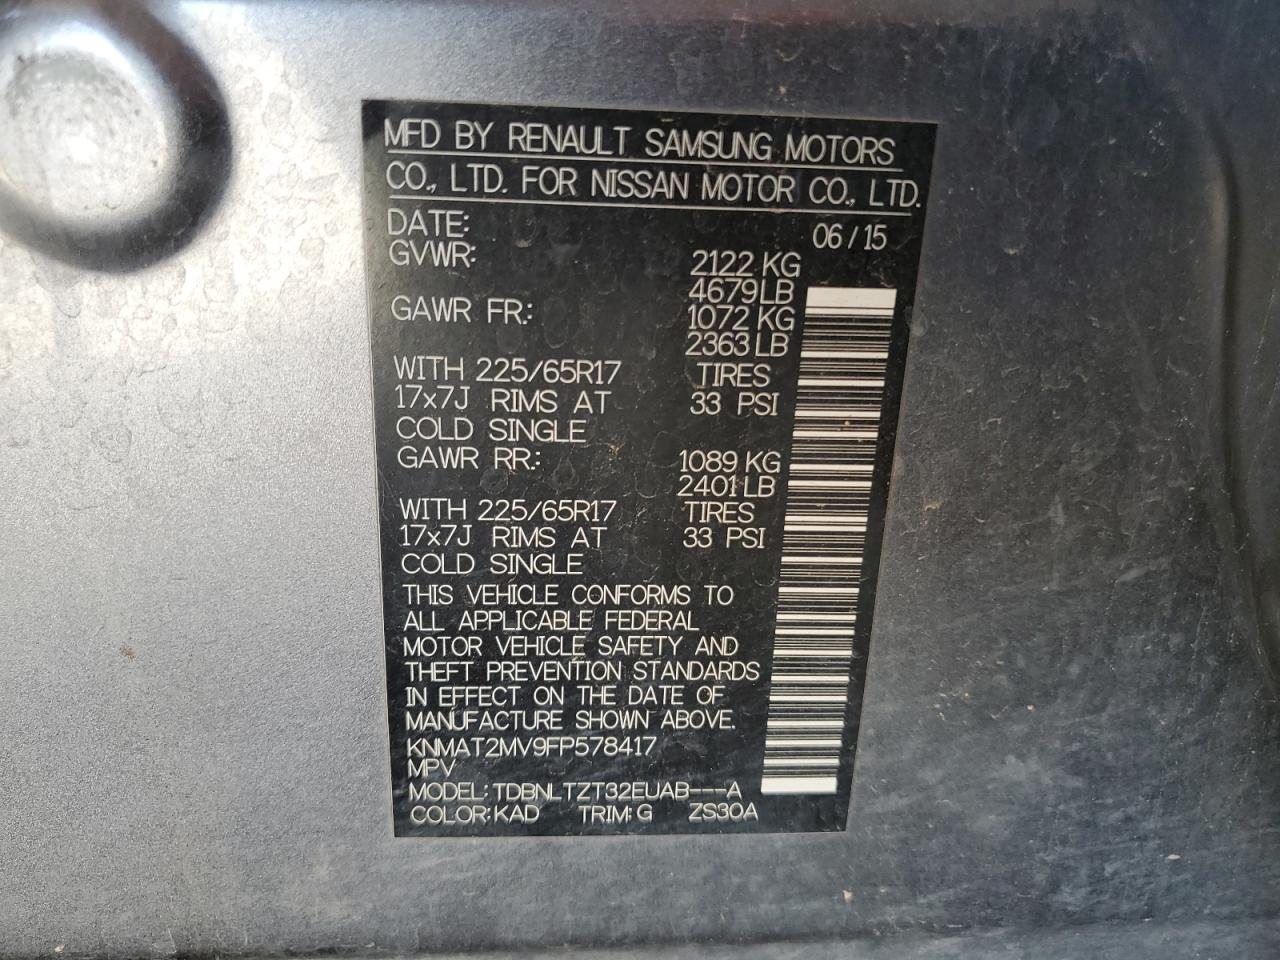 MFD BY RENAULT SAMSUNG MOTORS
CO., LTD. FOR NISSAN MOTOR CO., LTD.
DATE: 06/15
GVWR: 2122 KG
4679 LB
GAWR FR.: 1072 KG
2363 LB
WITH 225/65R17 TIRES
17x7J RIMS AT 33 PSI
COLD SINGLE
GAWR RR.: 1089 KG
2401 LB
WITH 225/65R17 TIRES
17x7J RIMS AT 33 PSI
COLD SINGLE
THIS VEHICLE CONFORMS TO
ALL APPLICABLE FEDERAL
MOTOR VEHICLE SAFETY AND
THEFT PREVENTION STANDARDS
IN EFFECT ON THE DATE OF
MANUFACTURE SHOWN ABOVE.
KNMAT2MV9FP578417
MPV
MODEL: TDBNLTZT32EUAB---A
COLOR: KAD TRIM: G ZS30A